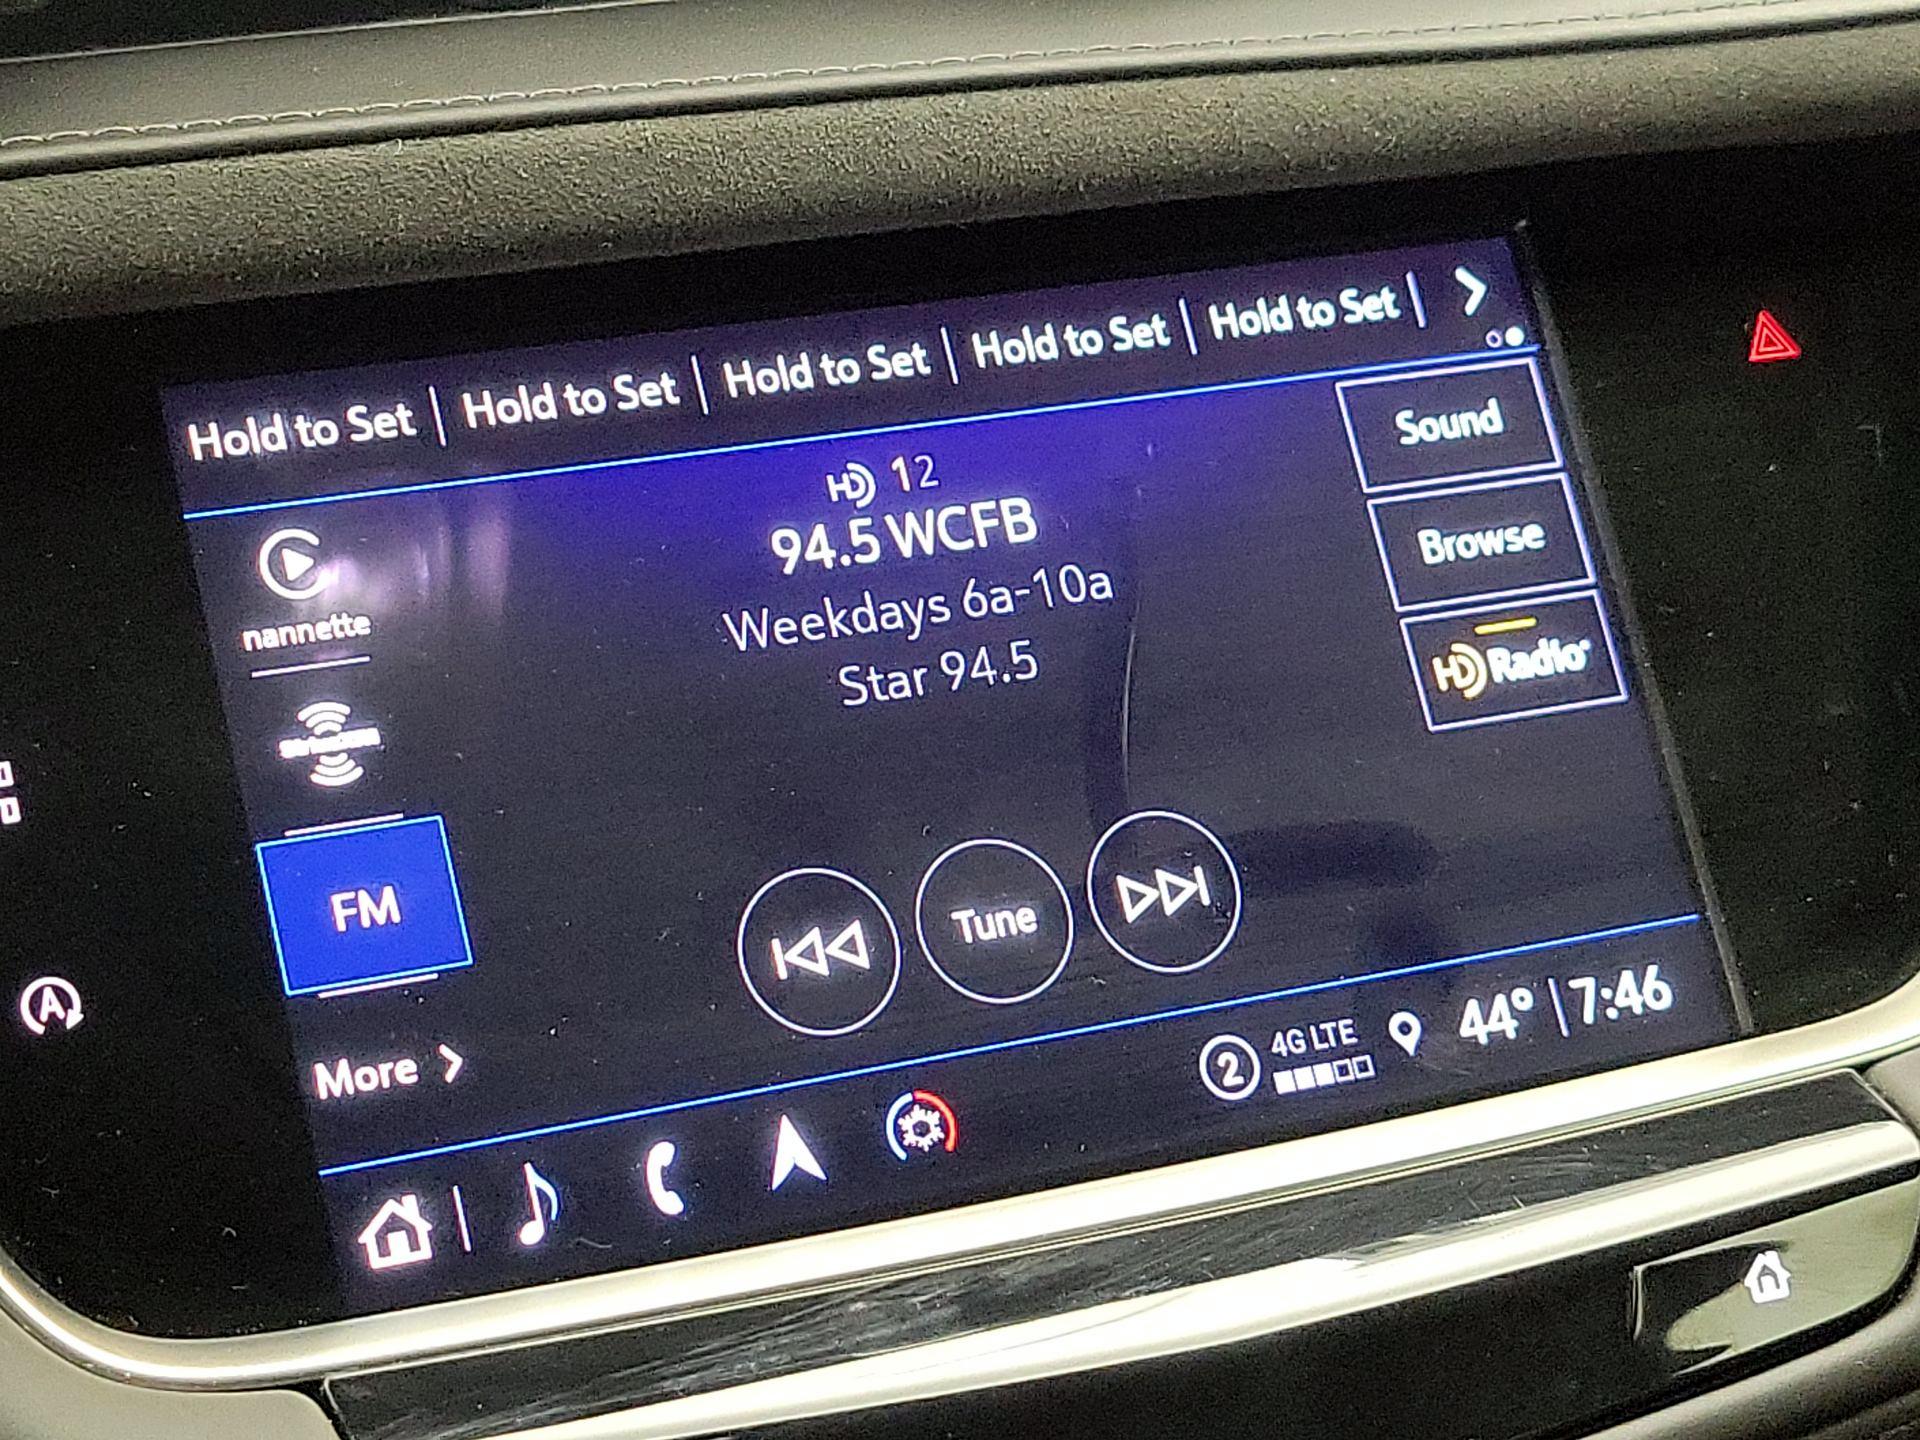 Hold to Set | Hold to Set | Hold to Set | Hold to Set | Hold to Set |
HD 12
94.5 WCFB
Weekdays 6a-10a
Star 94.5
Sound
Browse
HD Radio
nannette
FM
More
Tune
2 4G LTE 44° | 7:46
A